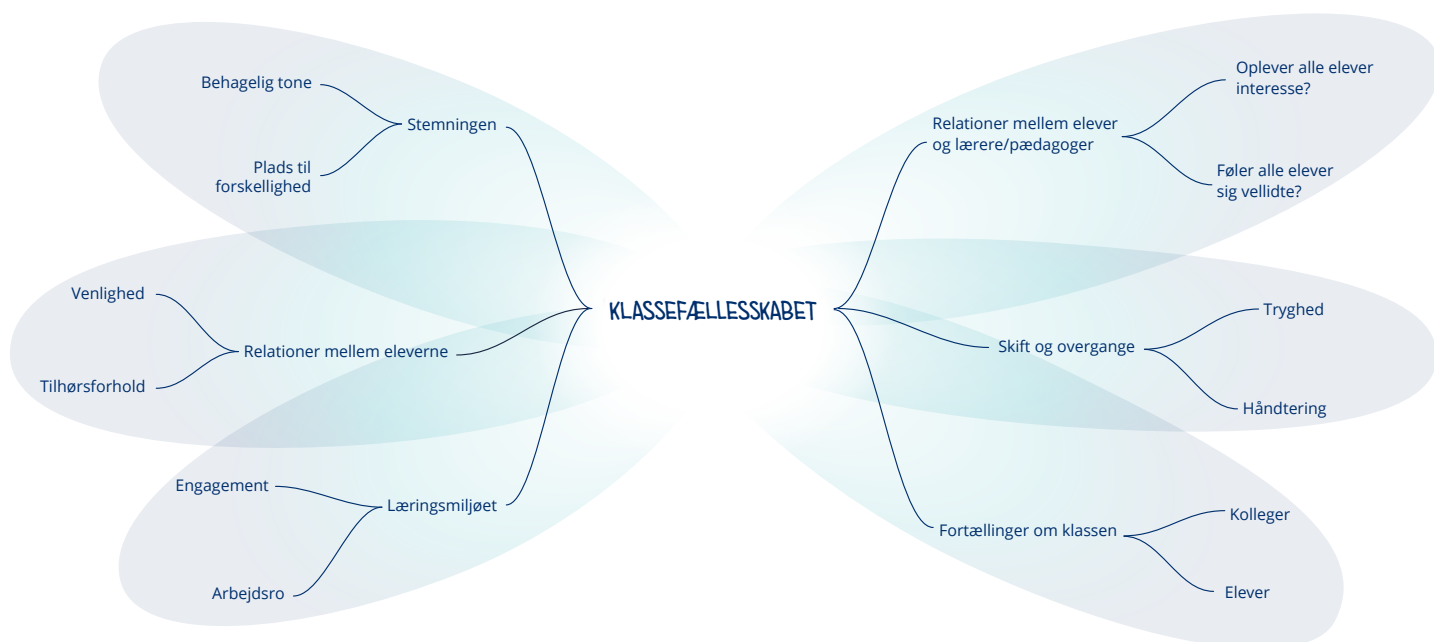 Behagelig tone
Stemningen
Plads til
forskellighed
Venlighed
Relationer mellem eleverne
Tilhørsforhold
Engagement
Læringsmiljøet
Arbejdsro
KLASSEFÆLLESSKABET
Oplever alle elever
interesse?
Relationer mellem elever
og lærere/pædagoger
Føler alle elever
sig vellidte?
Tryghed
Skift og overgange
Håndtering
Kolleger
Fortællinger om klassen
Elever